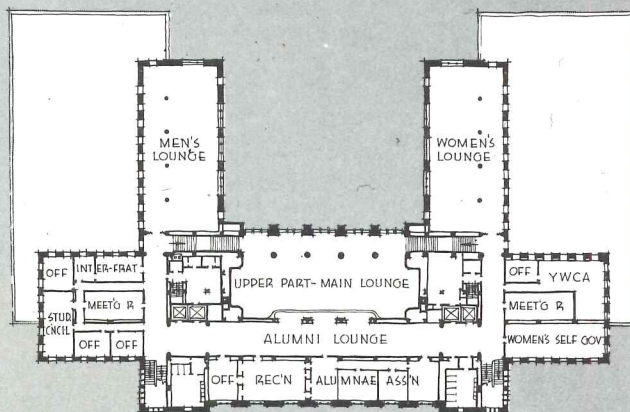 MEN'S
LOUNGE
WOMEN'S
LOUNGE
OFF
INTER-FRAT
UPPER PART-MAIN LOUNGE
OFF
YWCA
MEET'G R
MEET'G R
STUD.
CNCIL
OFF
OFF
ALUMNI LOUNGE
WOMEN'S SELF GOV'
OFF
REC'N
ALUMNAE
ASS'N